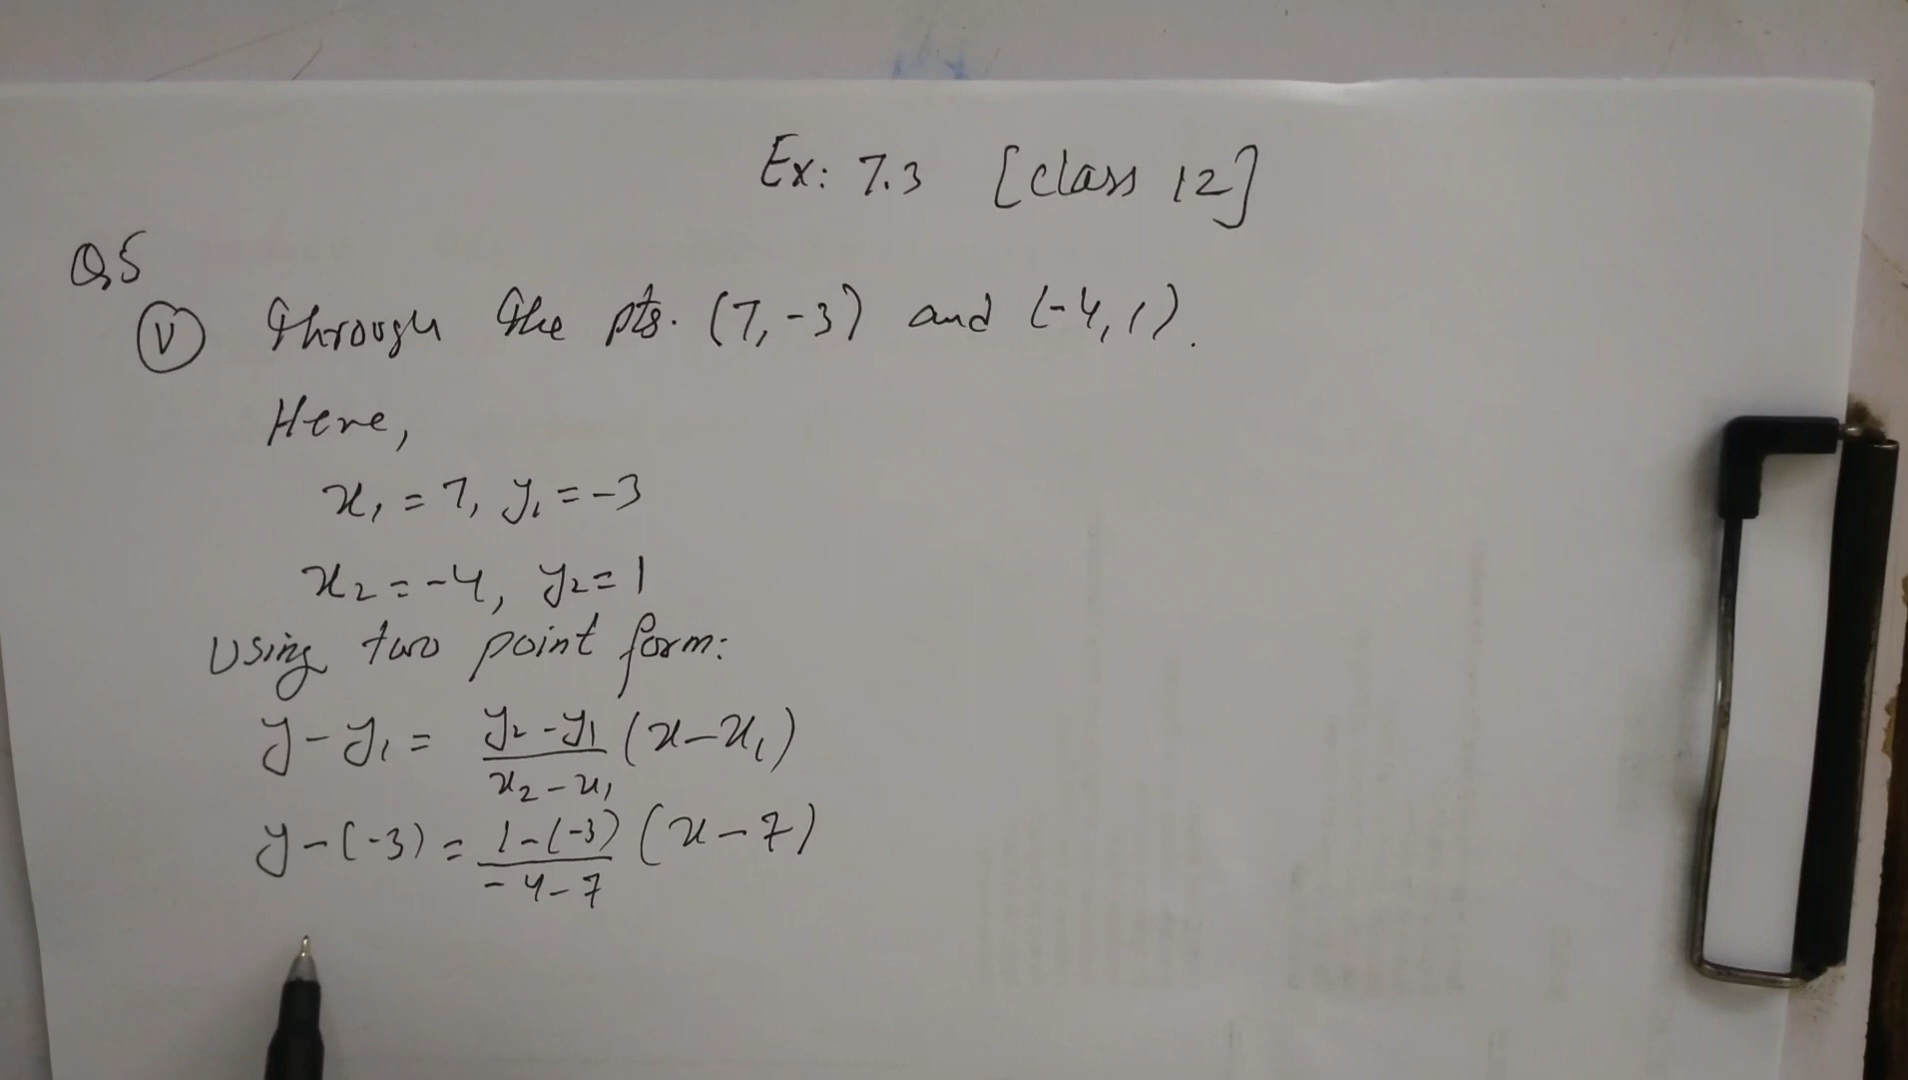 Ex: 7.3 [class 12]
Q5
(v) through the pts. (7, -3) and (-4, 1).
Here,
x₁ = 7, y₁ = -3
x₂ = -4, y₂ = 1
Using two point form:
y - y₁ = (y₂ - y₁)/(x₂ - x₁) (x - x₁)
y - (-3) = (1 - (-3))/(-4 - 7) (x - 7)